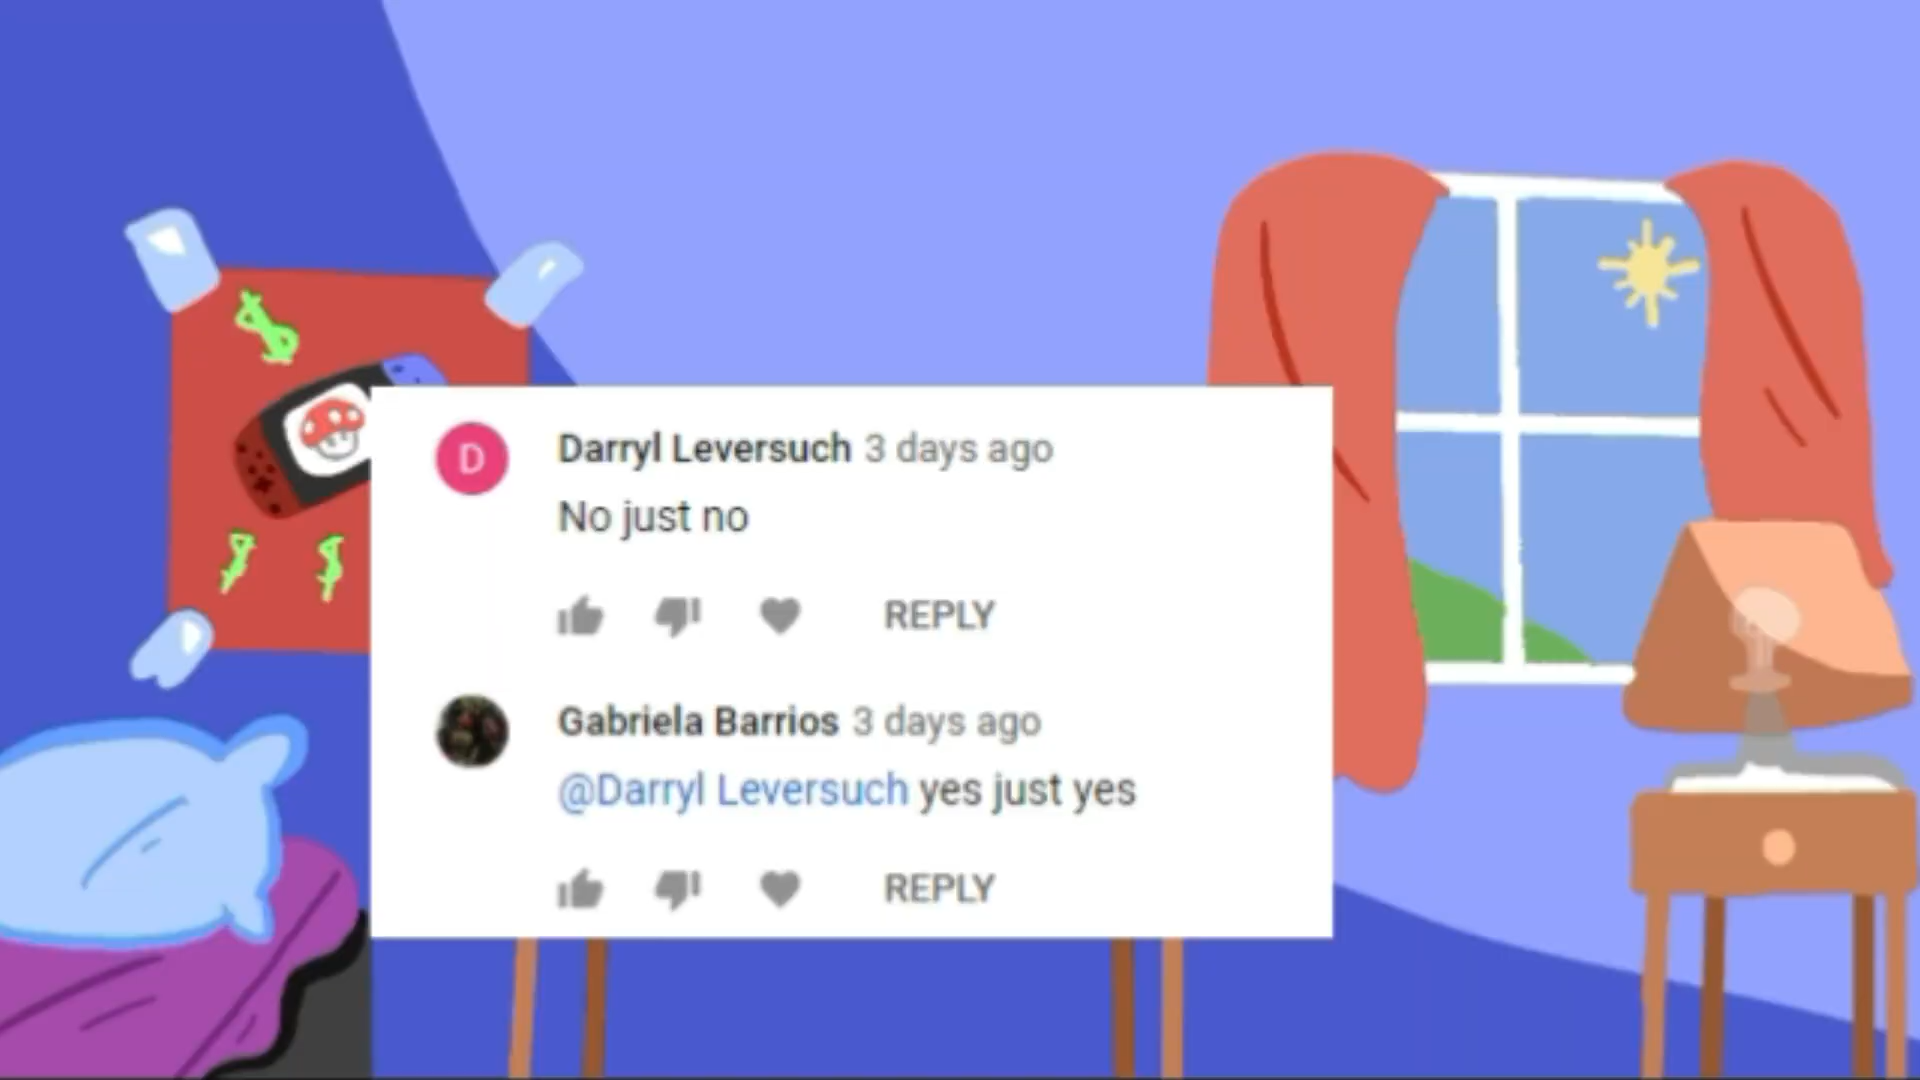 D
Darryl Leversuch 3 days ago
No just no
REPLY
Gabriela Barrios 3 days ago
@Darryl Leversuch yes just yes
REPLY